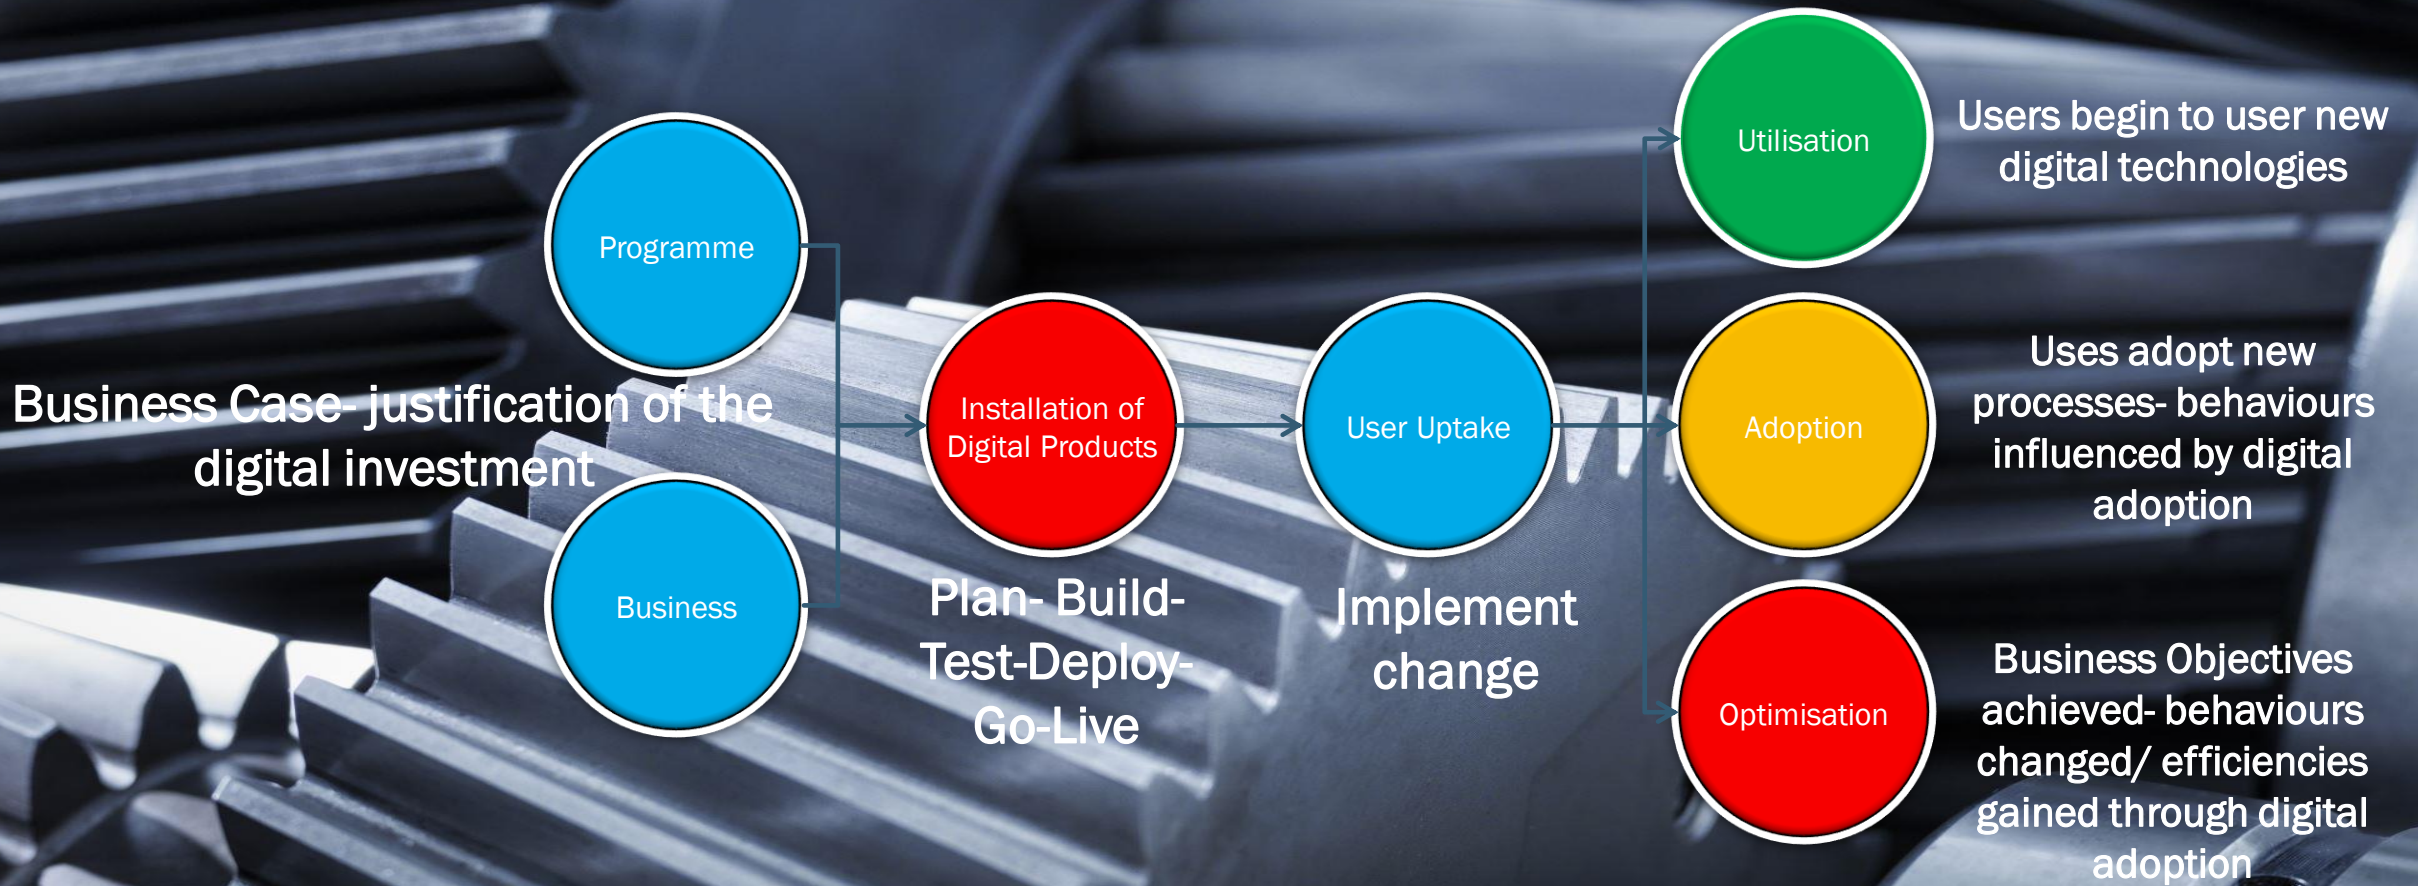 Programme
Business Case- justification of the
digital investment
Business
Installation of
Digital Products
Plan- Build-
Test-Deploy-
Go-Live
User Uptake
Implement
change
Utilisation
Users begin to user new
digital technologies
Adoption
Uses adopt new
processes- behaviours
influenced by digital
adoption
Optimisation
Business Objectives
achieved- behaviours
changed/ efficiencies
gained through digital
adoption